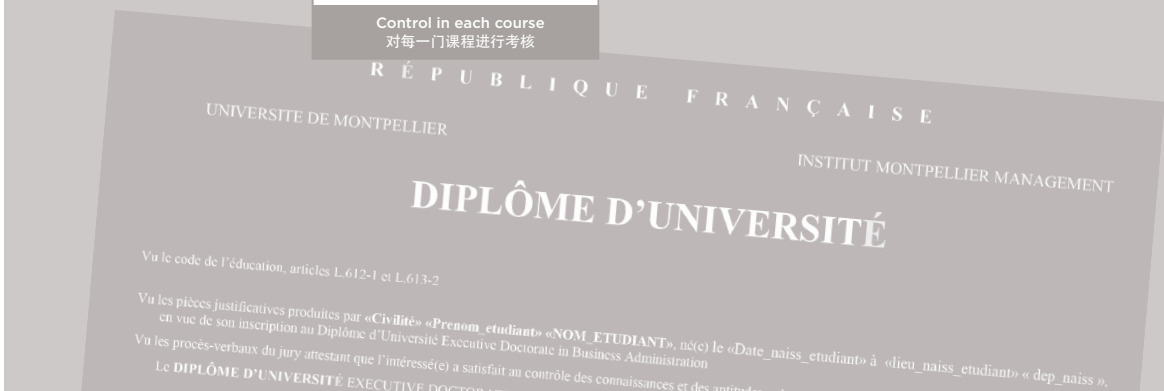 Control in each course
对每一门课程进行考核
RÉPUBLIQUE FRANÇAISE
UNIVERSITE DE MONTPELLIER
INSTITUT MONTPELLIER MANAGEMENT
DIPLÔME D’UNIVERSITÉ
Vu le code de l’éducation, articles L.612-1 et L.613-2
Vu les pièces justificatives produites par «Civilité» «Prenom_etudiant» «NOM_ETUDIANT», né(e) le «Date_naiss_etudiant» à «lieu_naiss_etudiant» « dep_naiss »,
en vue de son inscription au Diplôme d’Université Executive Doctorate in Business Administration
Vu les procès-verbaux du jury attestant que l’intéressé(e) a satisfait au contrôle des connaissances et des
Le DIPLÔME D’UNIVERSITÉ EXECUTIVE